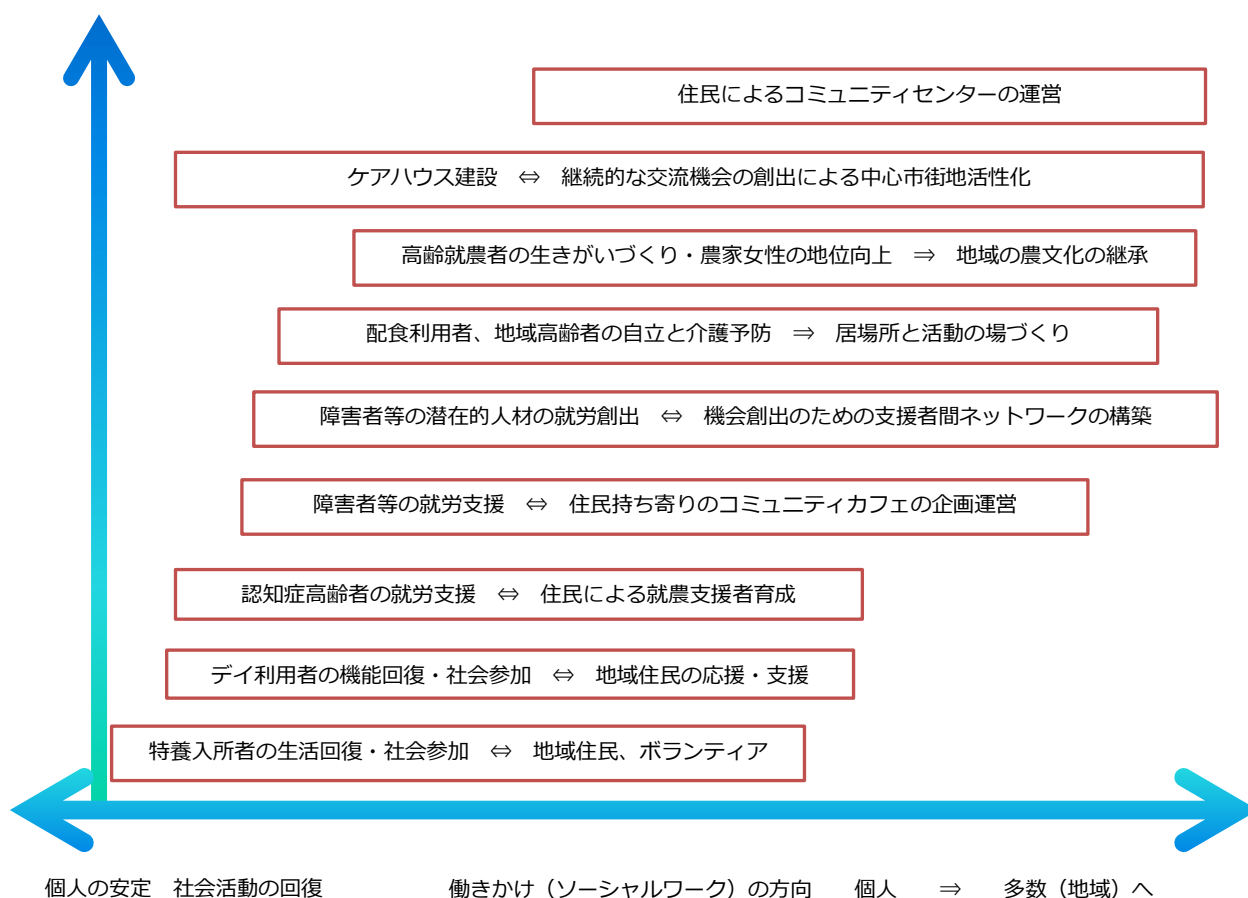 住民によるコミュニティセンターの運営
ケアハウス建設　⇔　継続的な交流機会の創出による中心市街地活性化
高齢就農者の生きがいづくり・農家女性の地位向上　⇒　地域の農文化の継承
配食利用者、地域高齢者の自立と介護予防　⇒　居場所と活動の場づくり
障害者等の潜在的人材の就労創出　⇔　機会創出のための支援者間ネットワークの構築
障害者等の就労支援　⇔　住民持ち寄りのコミュニティカフェの企画運営
認知症高齢者の就労支援　⇔　住民による就農支援者育成
デイ利用者の機能回復・社会参加　⇔　地域住民の応援・支援
特養入所者の生活回復・社会参加　⇔　地域住民、ボランティア
個人の安定　社会活動の回復　働きかけ（ソーシャルワーク）の方向　個人　⇒　多数（地域）へ